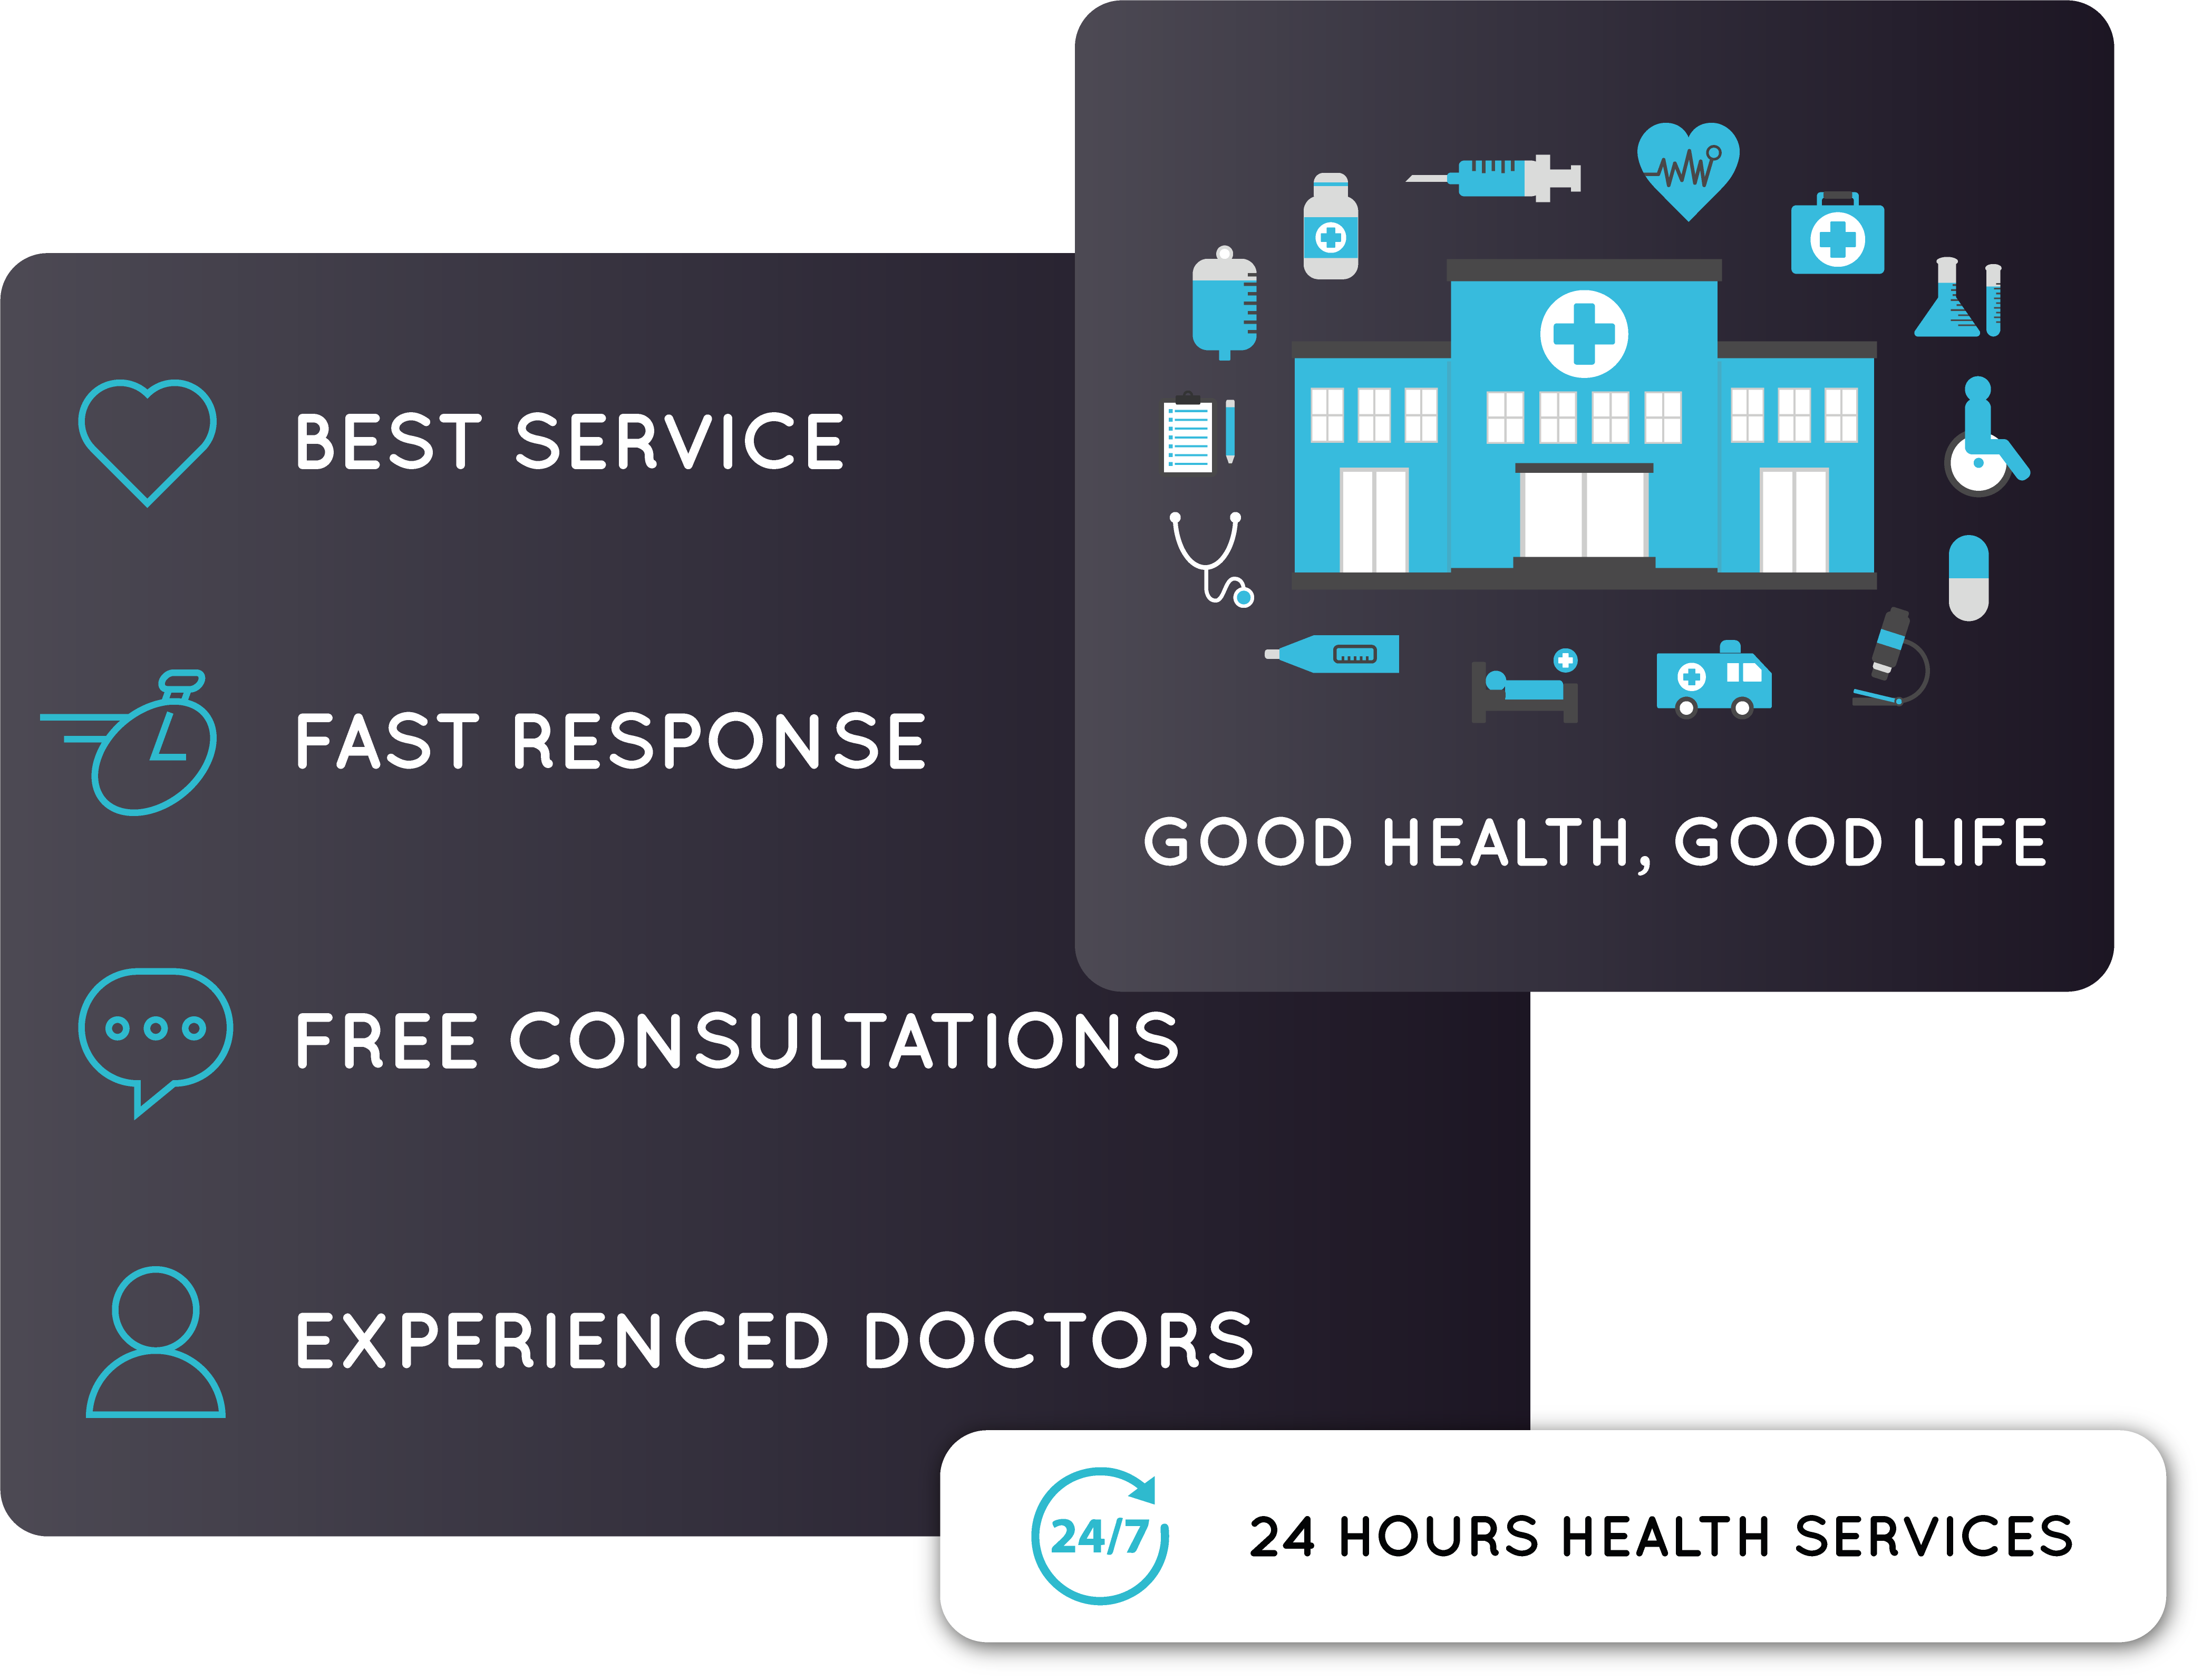 BEST SERVICE
FAST RESPONSE
FREE CONSULTATIONS
EXPERIENCED DOCTORS
GOOD HEALTH, GOOD LIFE
24/7
24 HOURS HEALTH SERVICES